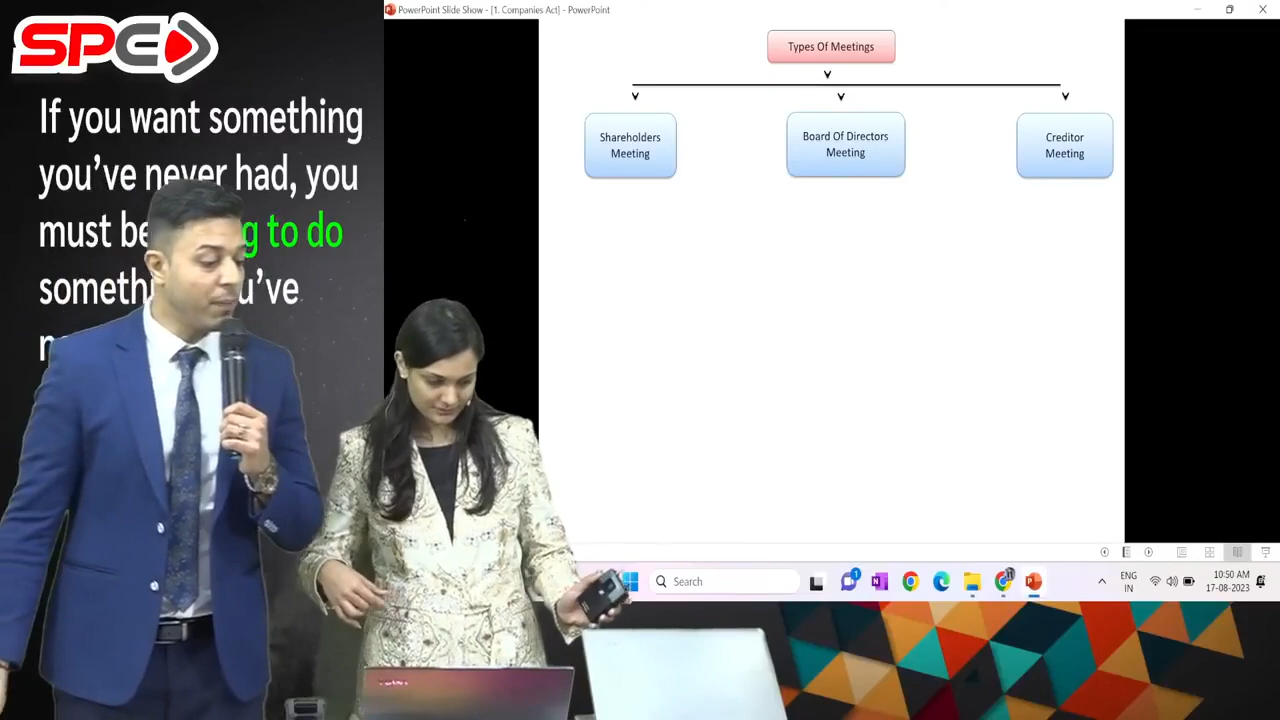 SPE
If you want something
you've never had, you
must be g to do
someth u've
PowerPoint Slide Show - [1. Companies Act] - PowerPoint
Types Of Meetings
Shareholders
Meeting
Board Of Directors
Meeting
Creditor
Meeting
Search
1
ENG
IN
10:50 AM
17-08-2023